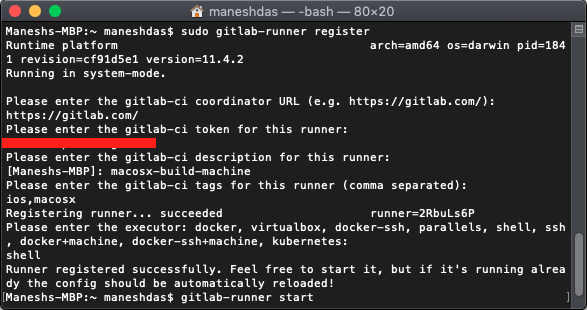 maneshdas — -bash — 80×20
Maneshs-MBP:~ maneshdas$ sudo gitlab-runner register
Runtime platform                                    arch=amd64 os=darwin pid=184
1 revision=cf91d5e1 version=11.4.2
Running in system-mode.
Please enter the gitlab-ci coordinator URL (e.g. https://gitlab.com/):
https://gitlab.com/
Please enter the gitlab-ci token for this runner:
Please enter the gitlab-ci description for this runner:
[Maneshs-MBP]: macosx-build-machine
Please enter the gitlab-ci tags for this runner (comma separated):
ios,macosx
Registering runner... succeeded                     runner=2RbuLs6P
Please enter the executor: docker, virtualbox, docker-ssh, parallels, shell, ssh
, docker+machine, docker-ssh+machine, kubernetes:
shell
Runner registered successfully. Feel free to start it, but if it's running alrea
dy the config should be automatically reloaded!
[Maneshs-MBP:~ maneshdas$ gitlab-runner start                                   ]